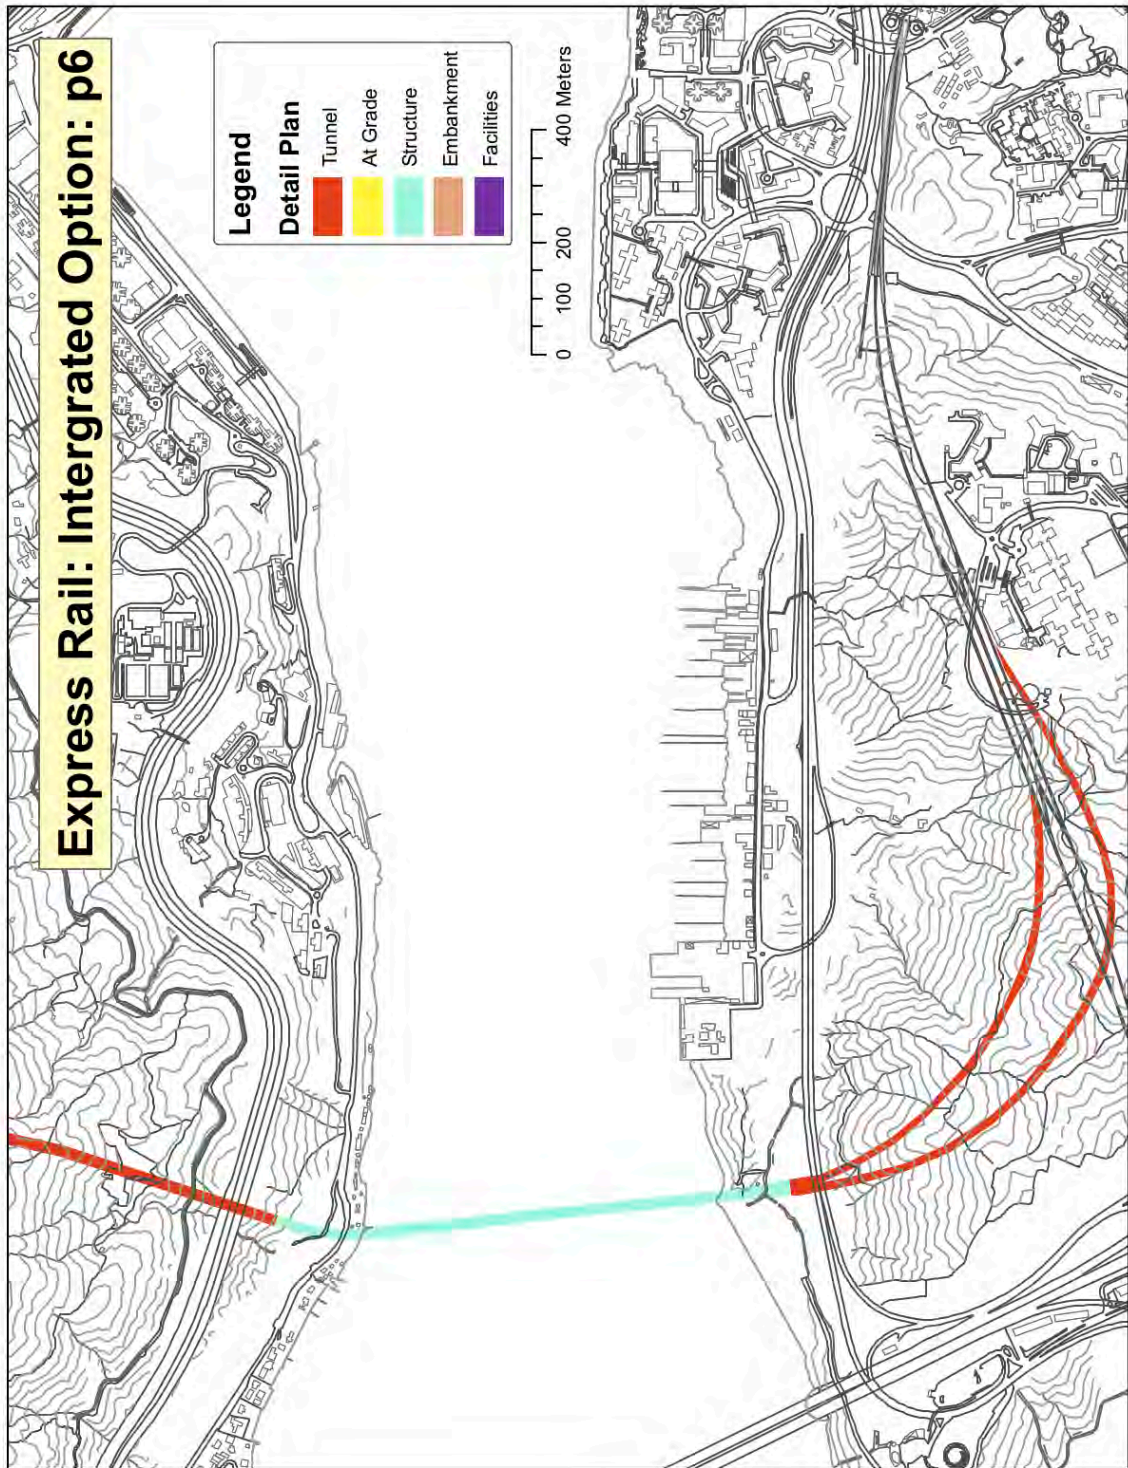 Express Rail: Intergrated Option: p6
Legend
Detail Plan
Tunnel
At Grade
Structure
Embankment
Facilities
0 100 200 400 Meters